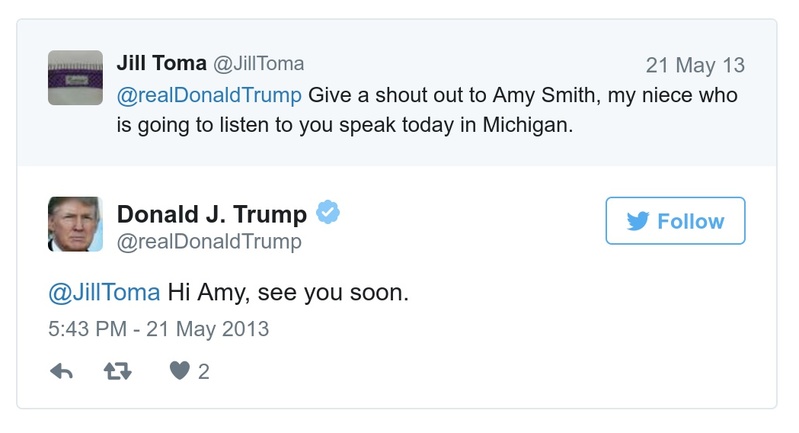 Jill Toma @JillToma
21 May 13
@realDonaldTrump Give a shout out to Amy Smith, my niece who
is going to listen to you speak today in Michigan.
Donald J. Trump
Follow
@realDonaldTrump
@JillToma Hi Amy, see you soon.
5:43 PM - 21 May 2013
2